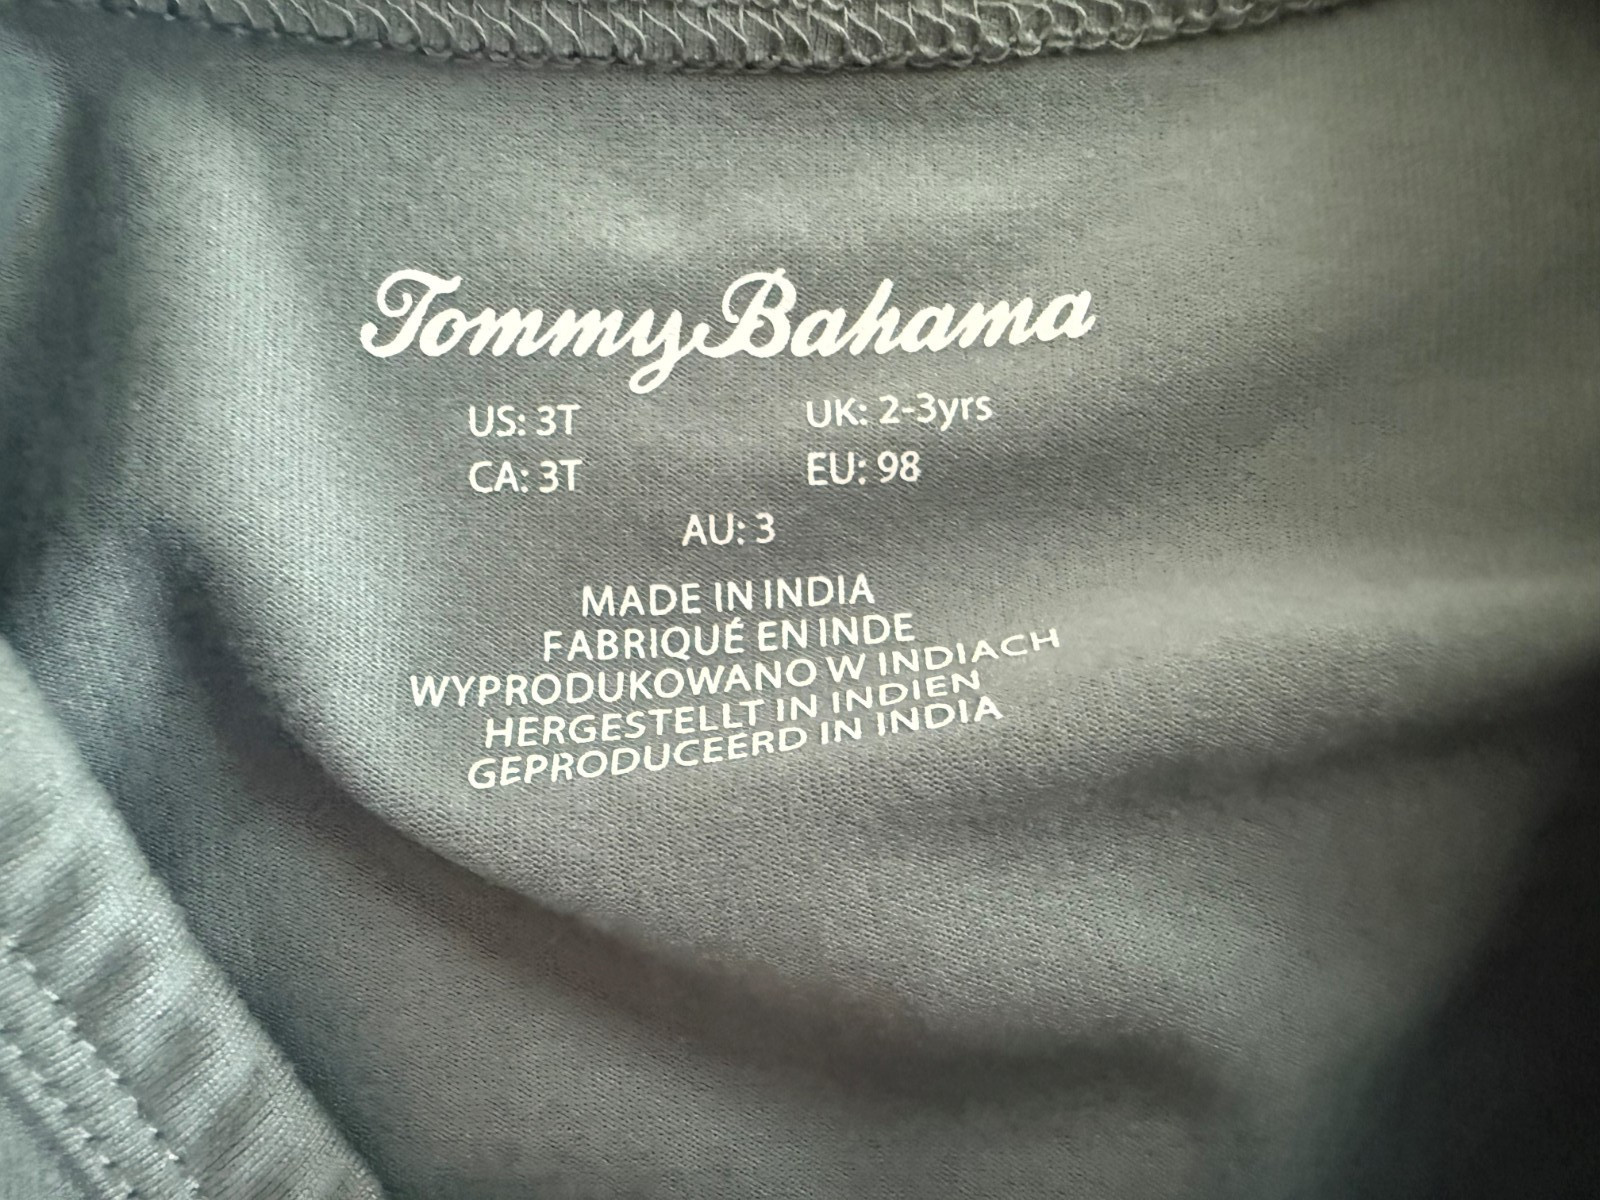 Tommy Bahama
US: 3T UK: 2-3yrs
CA: 3T EU: 98
AU: 3
MADE IN INDIA
FABRIQUÉ EN INDE
WYPRODUKOWANO W INDIACH
HERGESTELLT IN INDIEN
GEPRODUCEERD IN INDIA